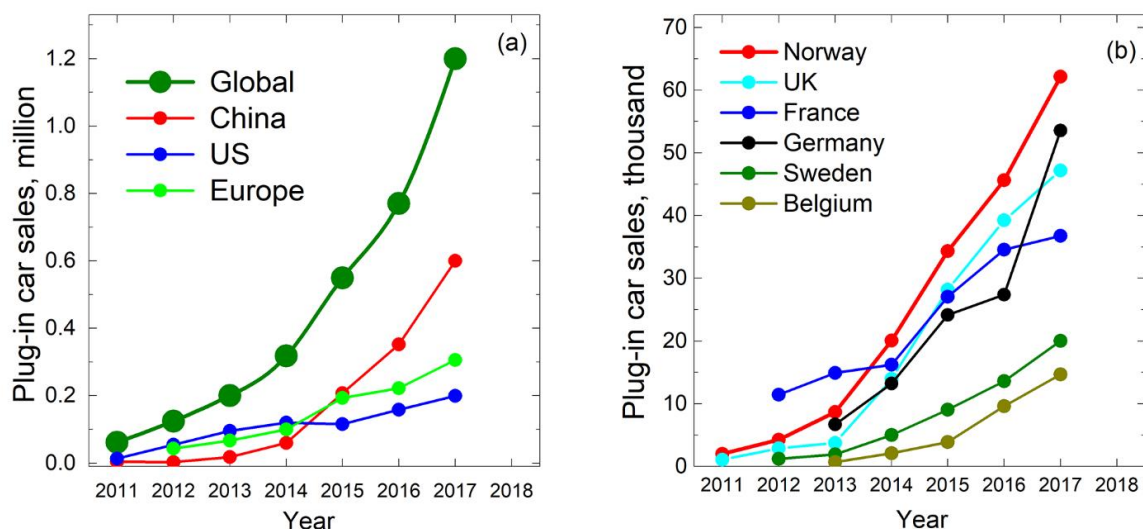 (a)
Global
China
US
Europe
Plug-in car sales, million
1.2
1.0
0.8
0.6
0.4
0.2
0.0
2011 2012 2013 2014 2015 2016 2017 2018
Year
(b)
Norway
UK
France
Germany
Sweden
Belgium
Plug-in car sales, thousand
70
60
50
40
30
20
10
0
2011 2012 2013 2014 2015 2016 2017 2018
Year